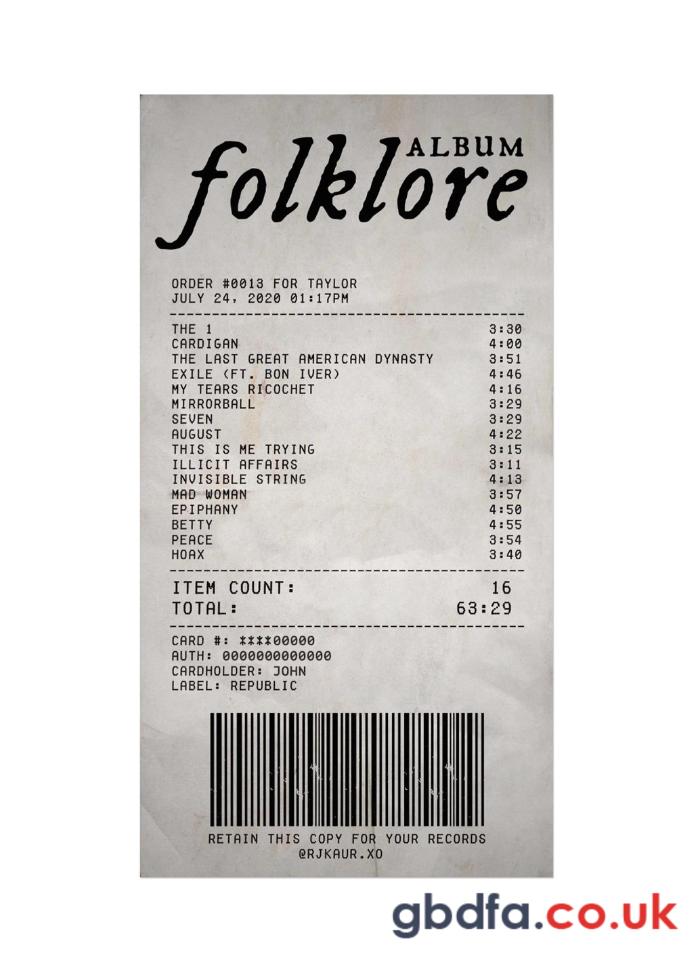 ALBUM
folklore
ORDER #0013 FOR TAYLOR
JULY 24, 2020 01:17PM
THE 1 3:30
CARDIGAN 4:00
THE LAST GREAT AMERICAN DYNASTY 3:51
EXILE (FT. BON IVER) 4:46
MY TEARS RICOCHET 4:16
MIRRORBALL 3:29
SEVEN 3:29
AUGUST 4:22
THIS IS ME TRYING 3:15
ILLICIT AFFAIRS 3:11
INVISIBLE STRING 4:13
MAD WOMAN 3:57
EPIPHANY 4:50
BETTY 4:55
PEACE 3:54
HOAX 3:40
ITEM COUNT: 16
TOTAL: 63:29
CARD #: ****00000
AUTH: 0000000000000
CARDHOLDER: JOHN
LABEL: REPUBLIC
RETAIN THIS COPY FOR YOUR RECORDS
@RJKAUR.XO
gbdfa.co.uk